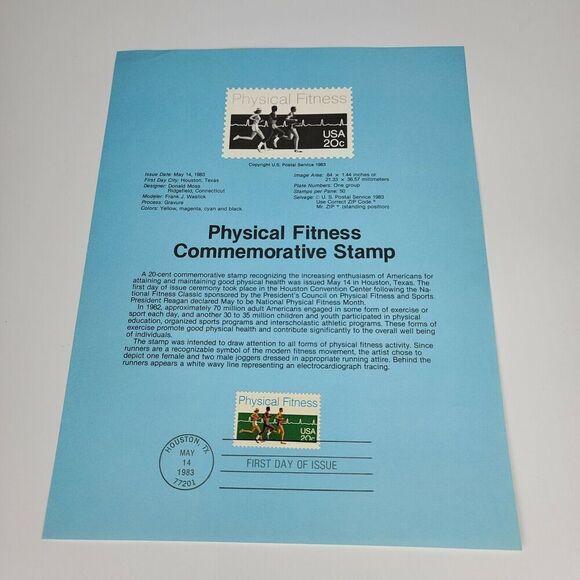 Physical Fitness
USA
20c
Copyright U.S. Postal Service 1983
Issue Date: May 14, 1983
First Day City: Houston, Texas
Designer: Donald Moss
Ridgefield, Connecticut
Modeler: Frank J. Waslick
Process: Gravure
Colors: Yellow, magenta, cyan and black
Image Area: .84 × 1.44 inches or
21.33 × 36.57 millimeters
Plate Numbers: One group
Stamps per Pane: 50
Selvage: © U. S. Postal Service 1983
Use Correct ZIP Code ®
Mr. ZIP ® (standing position)
Physical Fitness
Commemorative Stamp
A 20-cent commemorative stamp recognizing the increasing enthusiasm of Americans for
attaining and maintaining good physical health was issued May 14 in Houston, Texas. The
first day of issue ceremony took place in the Houston Convention Center following the Na-
tional Fitness Classic sponsored by the President's Council on Physical Fitness and Sports.
President Reagan declared May to be National Physical Fitness Month.
In 1982, approximately 70 million adult Americans engaged in some form of exercise or
sport each day, and another 30 to 35 million children and youth participated in physical
education, organized sports programs and interscholastic athletic programs. These forms of
exercise promote good physical health and contribute significantly to the overall well being
of individuals.
The stamp was intended to draw attention to all forms of physical fitness activity. Since
runners are a recognizable symbol of the modern fitness movement, the artist chose to
depict one female and two male joggers dressed in appropriate running attire. Behind the
runners appears a white wavy line representing an electrocardiograph tracing.
Physical Fitness
USA
20c
HOUSTON, TX
MAY
14
1983
77201
FIRST DAY OF ISSUE